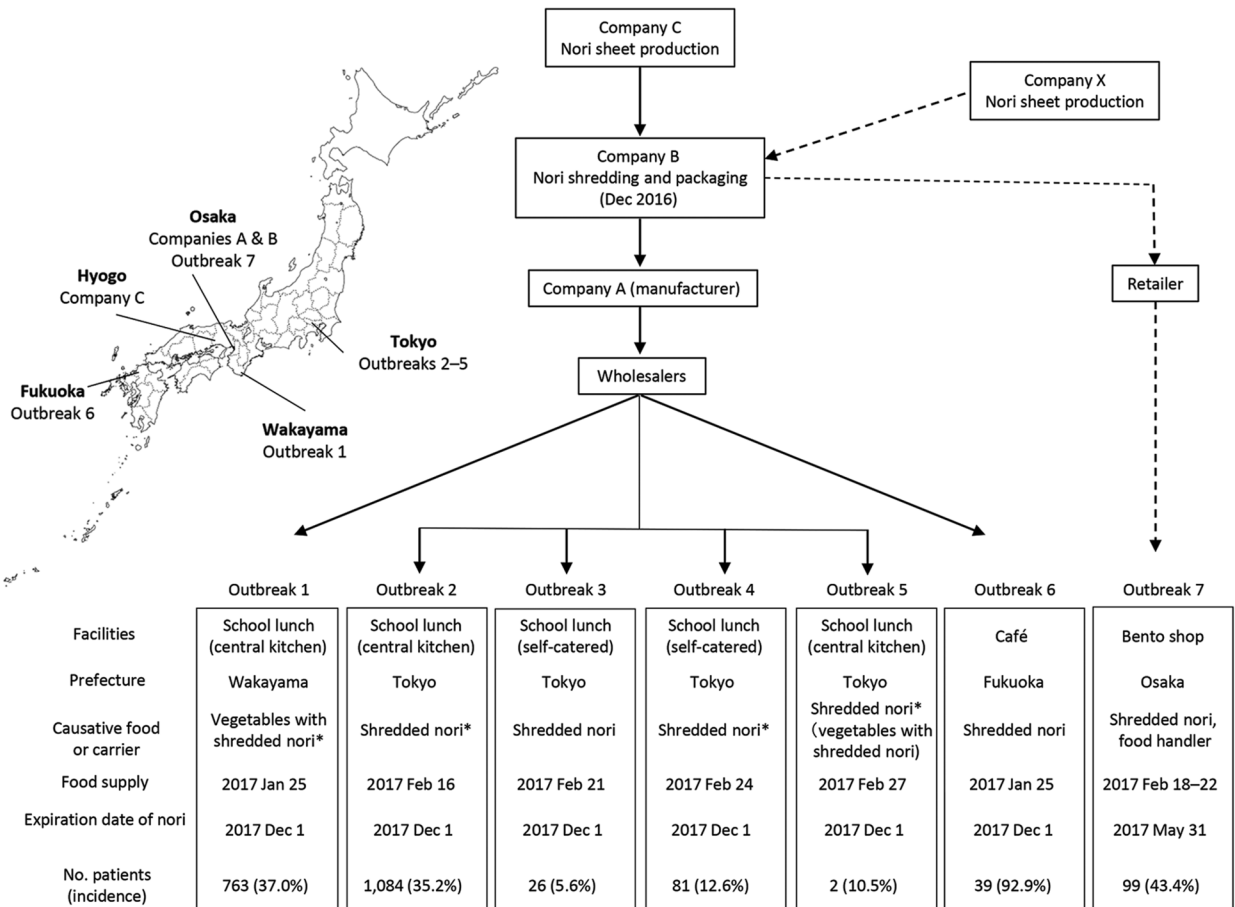 Company C
Nori sheet production
Company X
Nori sheet production
Company B
Nori shredding and packaging
(Dec 2016)
Company A (manufacturer)
Retailer
Wholesalers
Osaka
Companies A & B
Outbreak 7
Hyogo
Company C
Tokyo
Outbreaks 2–5
Fukuoka
Outbreak 6
Wakayama
Outbreak 1
Outbreak 1 Outbreak 2 Outbreak 3 Outbreak 4 Outbreak 5 Outbreak 6 Outbreak 7
Facilities
School lunch
(central kitchen)
School lunch
(central kitchen)
School lunch
(self-catered)
School lunch
(self-catered)
School lunch
(central kitchen)
Café
Bento shop
Prefecture Wakayama Tokyo Tokyo Tokyo Tokyo Fukuoka Osaka
Causative food
or carrier
Vegetables with
shredded nori*
Shredded nori*
Shredded nori
Shredded nori*
Shredded nori*
(vegetables with
shredded nori)
Shredded nori
Shredded nori,
food handler
Food supply 2017 Jan 25 2017 Feb 16 2017 Feb 21 2017 Feb 24 2017 Feb 27 2017 Jan 25 2017 Feb 18–22
Expiration date of nori 2017 Dec 1 2017 Dec 1 2017 Dec 1 2017 Dec 1 2017 Dec 1 2017 Dec 1 2017 May 31
No. patients
(incidence)
763 (37.0%) 1,084 (35.2%) 26 (5.6%) 81 (12.6%) 2 (10.5%) 39 (92.9%) 99 (43.4%)